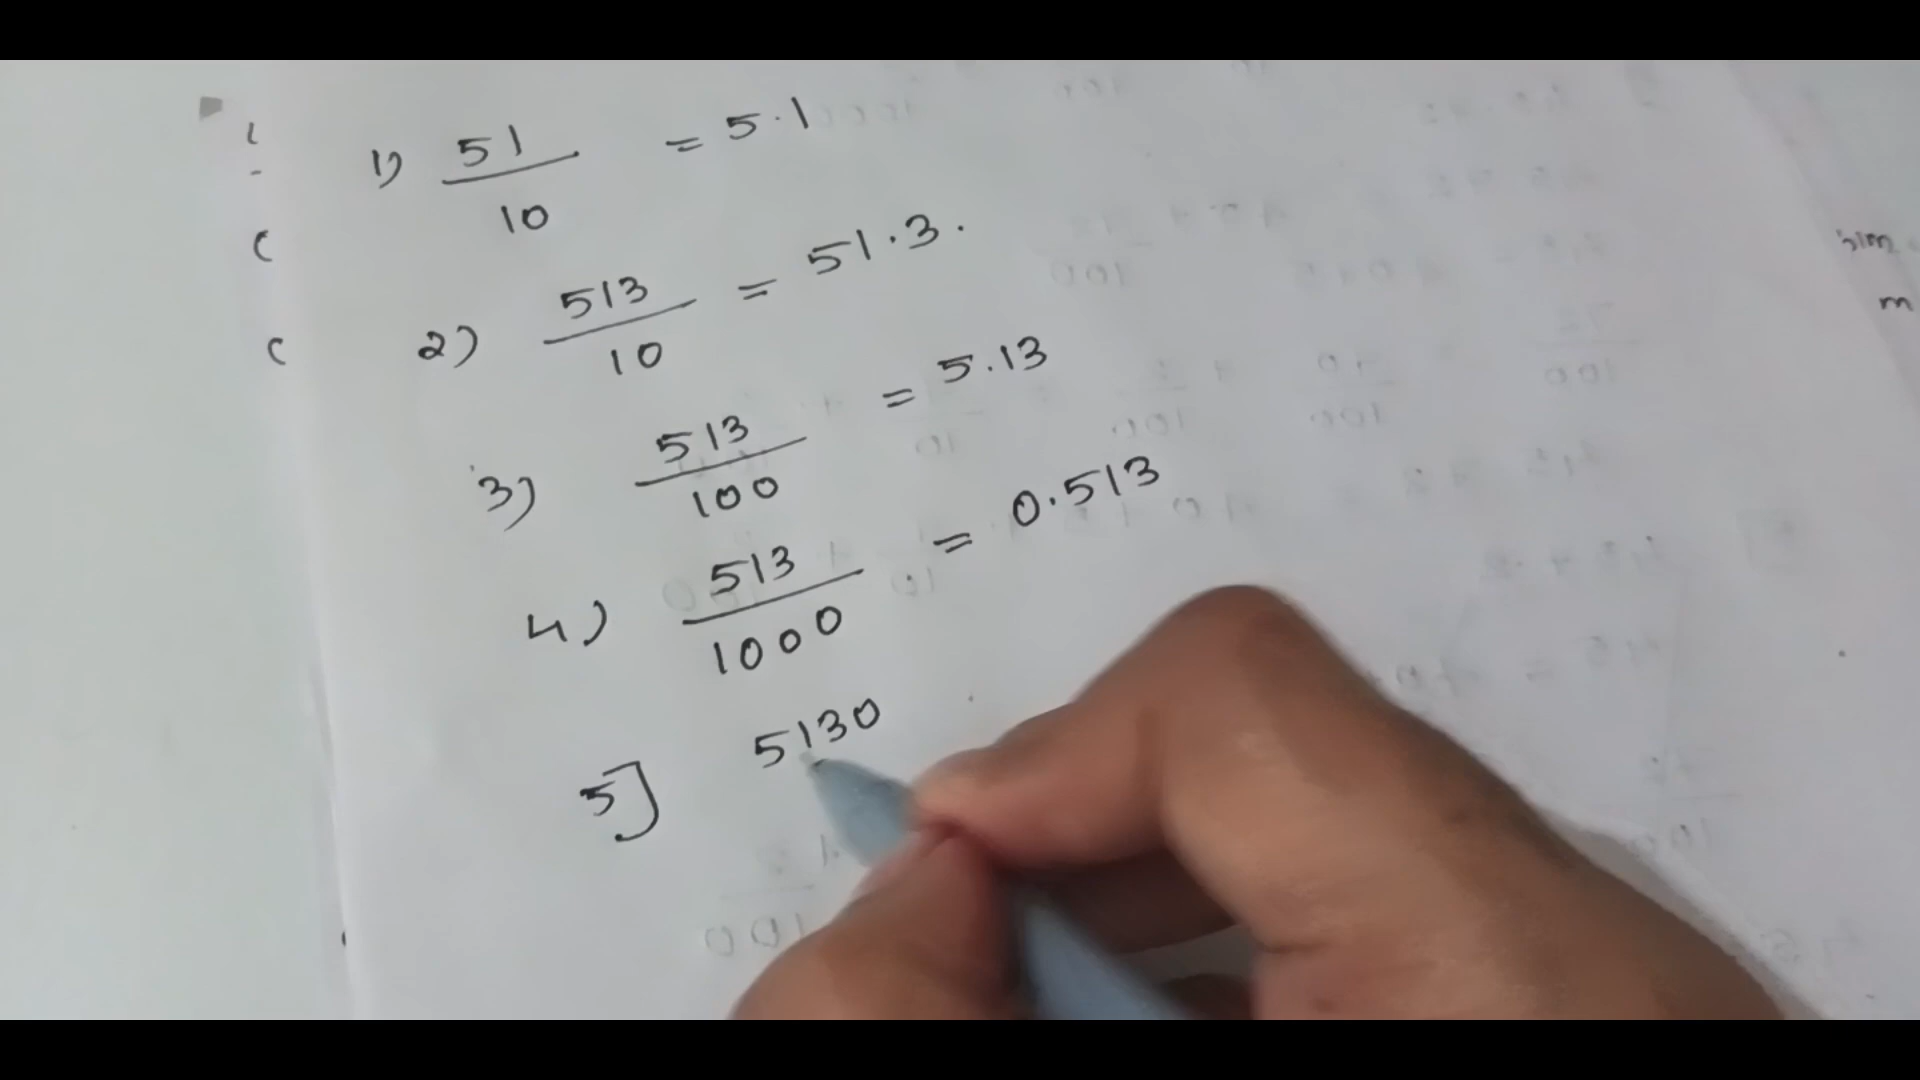 1) 51/10 = 5.1
2) 513/10 = 51.3.
3) 513/100 = 5.13
4) 513/1000 = 0.513
5] 5130